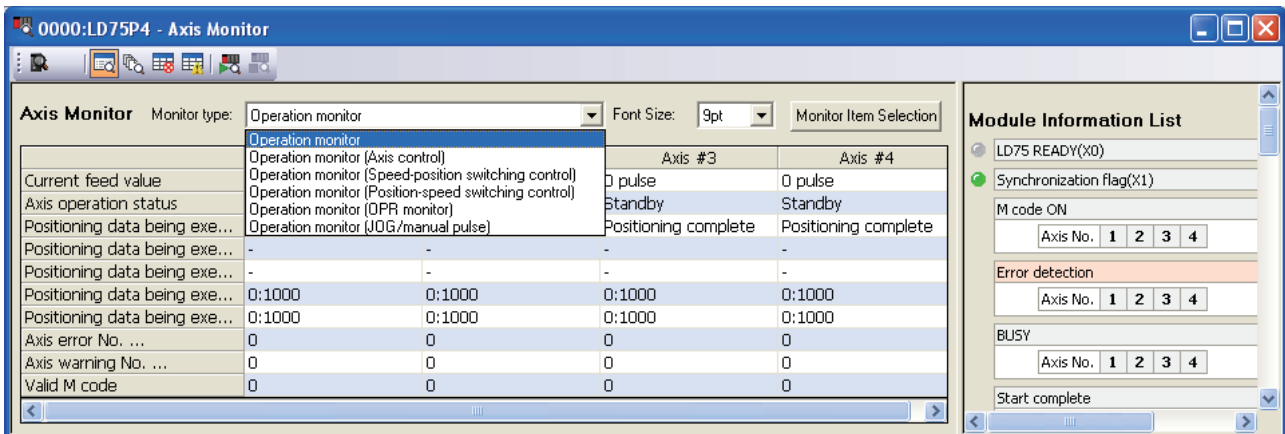 0000:LD75P4 - Axis Monitor
Axis Monitor Monitor type: Operation monitor Font Size: 9pt Monitor Item Selection
Operation monitor
Operation monitor (Axis control)
Operation monitor (Speed-position switching control)
Operation monitor (Position-speed switching control)
Operation monitor (OPR monitor)
Operation monitor (JOG/manual pulse)
Axis #3 Axis #4
Current feed value 0 pulse 0 pulse
Axis operation status Standby Standby
Positioning data being exe... Positioning complete Positioning complete
Positioning data being exe... - - - -
Positioning data being exe... - - - -
Positioning data being exe... 0:1000 0:1000 0:1000 0:1000
Positioning data being exe... 0:1000 0:1000 0:1000 0:1000
Axis error No. ... 0 0 0 0
Axis warning No. ... 0 0 0 0
Valid M code 0 0 0 0
Module Information List
LD75 READY(X0)
Synchronization flag(X1)
M code ON
Axis No. 1 2 3 4
Error detection
Axis No. 1 2 3 4
BUSY
Axis No. 1 2 3 4
Start complete